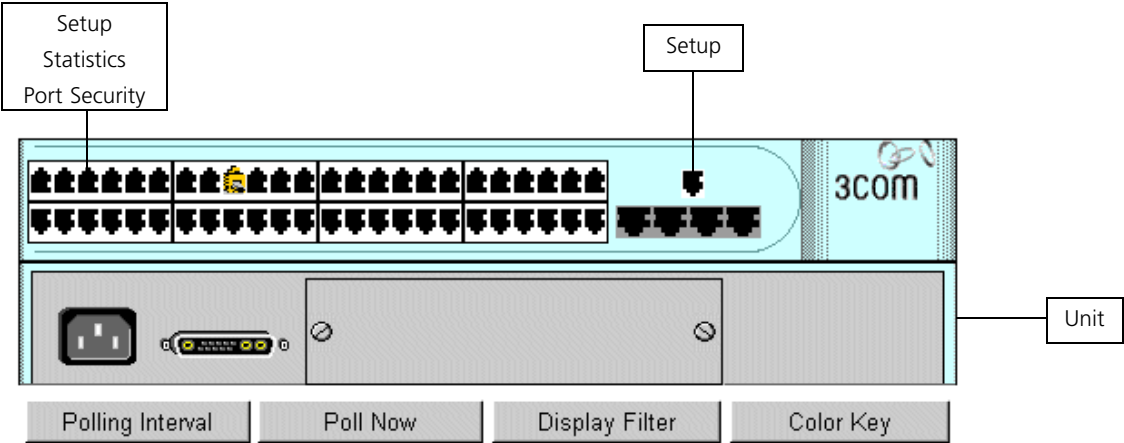 Setup
Statistics
Port Security
Setup
3com
Unit
Polling Interval
Poll Now
Display Filter
Color Key